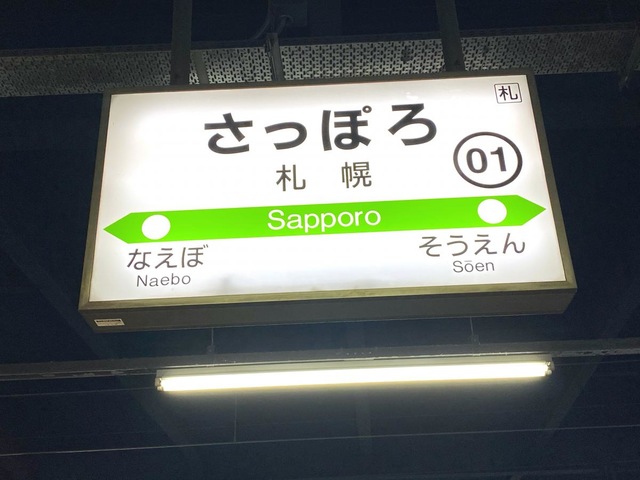 札
さっぽろ
札幌
01
Sapporo
なえぼ
Naebo
そうえん
Sōen